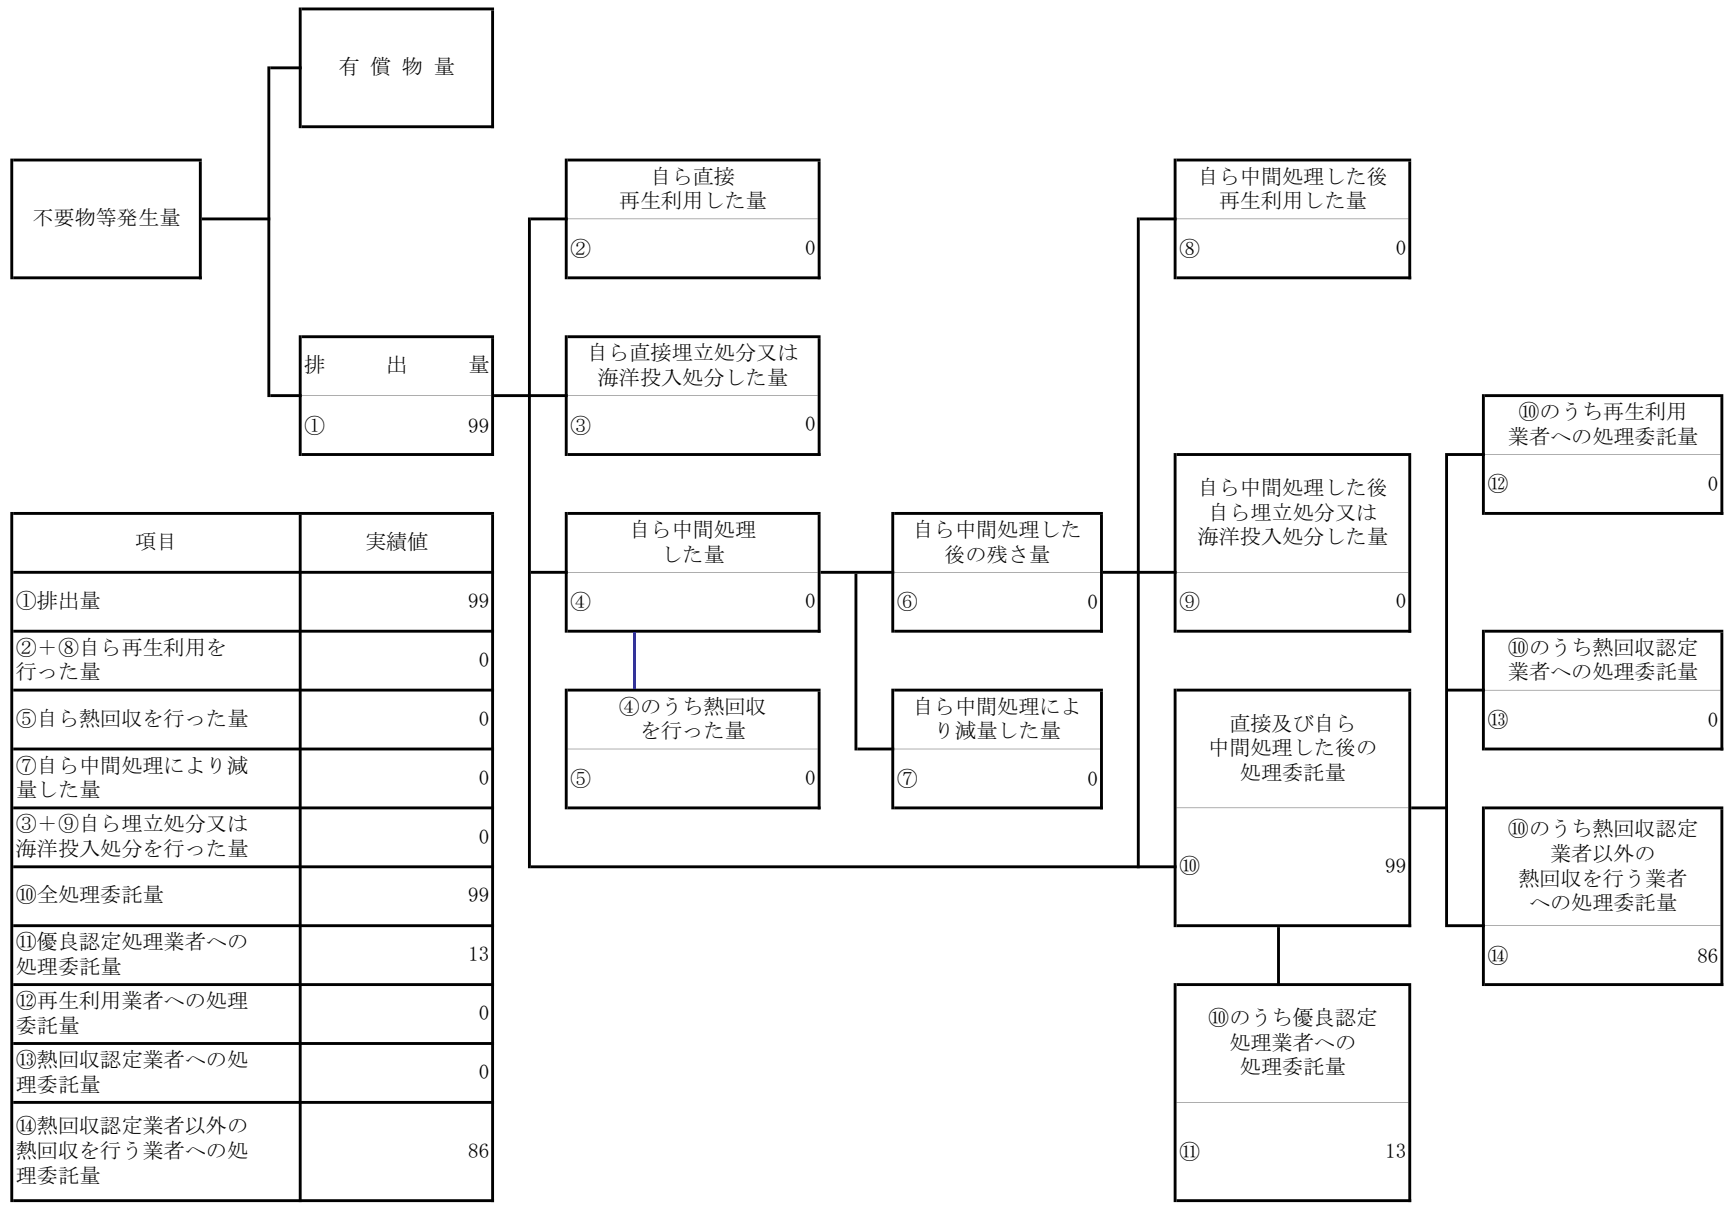 有 償 物 量
不要物等発生量
自ら直接
再生利用した量
② 0
自ら中間処理した後
再生利用した量
⑧ 0
排 出 量
① 99
自ら直接埋立処分又は
海洋投入処分した量
③ 0
⑩のうち再生利用
業者への処理委託量
⑫ 0
自ら中間処理した後
自ら埋立処分又は
海洋投入処分した量
⑨ 0
自ら中間処理
した量
④ 0
自ら中間処理した
後の残さ量
⑥ 0
④のうち熱回収
を行った量
⑤ 0
自ら中間処理によ
り減量した量
⑦ 0
直接及び自ら
中間処理した後の
処理委託量
⑩ 99
⑩のうち熱回収認定
業者への処理委託量
⑬ 0
⑩のうち熱回収認定
業者以外の
熱回収を行う業者
への処理委託量
⑭ 86
⑩のうち優良認定
処理業者への
処理委託量
⑪ 13
項目 実績値
①排出量 99
②＋⑧自ら再生利用を
行った量 0
⑤自ら熱回収を行った量 0
⑦自ら中間処理により減
量した量 0
③＋⑨自ら埋立処分又は
海洋投入処分を行った量 0
⑩全処理委託量 99
⑪優良認定処理業者への
処理委託量 13
⑫再生利用業者への処理
委託量 0
⑬熱回収認定業者への処
理委託量 0
⑭熱回収認定業者以外の
熱回収を行う業者への処
理委託量 86